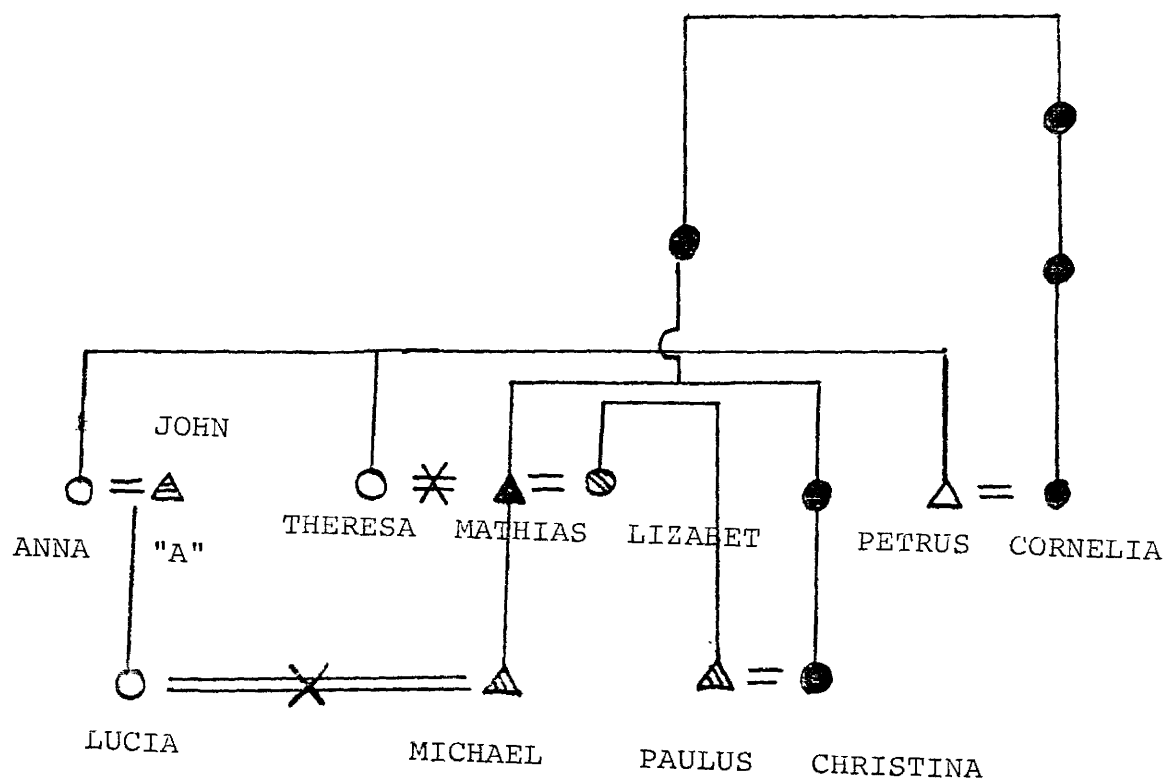 JOHN
THERESA MATHIAS LIZABET PETRUS CORNELIA
ANNA "A"
LUCIA MICHAEL PAULUS CHRISTINA